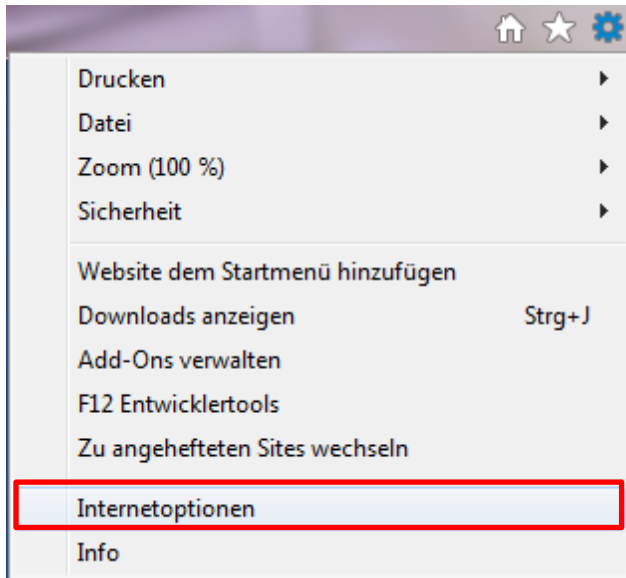 Drucken
Datei
Zoom (100 %)
Sicherheit
Website dem Startmenü hinzufügen
Downloads anzeigen Strg+J
Add-Ons verwalten
F12 Entwicklertools
Zu angehefteten Sites wechseln
Internetoptionen
Info